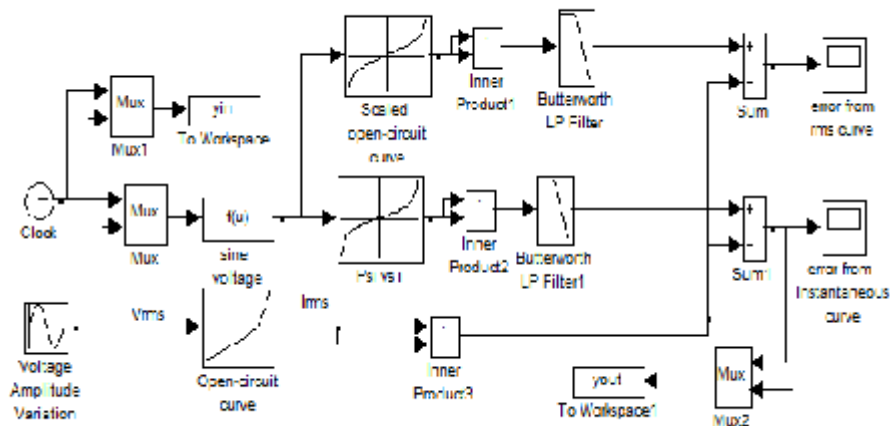 Mux
Mux1
yin
To Workspace
Scaled
open-circuit
curve
Inner
Product1
Butterworth
LP Filter
+
-
Sum
error from
rms curve
Clock
Mux
Mux
f(u)
sine
voltage
Psi vs I
Inner
Product2
Butterworth
LP Filter1
+
-
Sum1
error from
Instantaneous
curve
Voltage
Amplitude
Variation
Vrms
Open-circuit
curve
Irms
Inner
Product3
yout
To Workspace1
Mux
Mux2